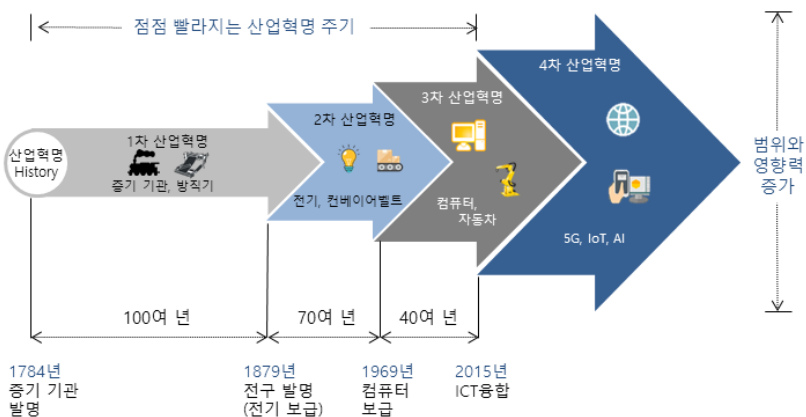 점점 빨라지는 산업혁명 주기
산업혁명
History
1차 산업혁명
증기 기관, 방직기
2차 산업혁명
전기, 컨베이어벨트
3차 산업혁명
컴퓨터,
자동차
4차 산업혁명
5G, IoT, AI
범위와
영향력
증가
100여 년
70여 년
40여 년
1784년
증기 기관
발명
1879년
전구 발명
(전기 보급)
1969년
컴퓨터
보급
2015년
ICT융합